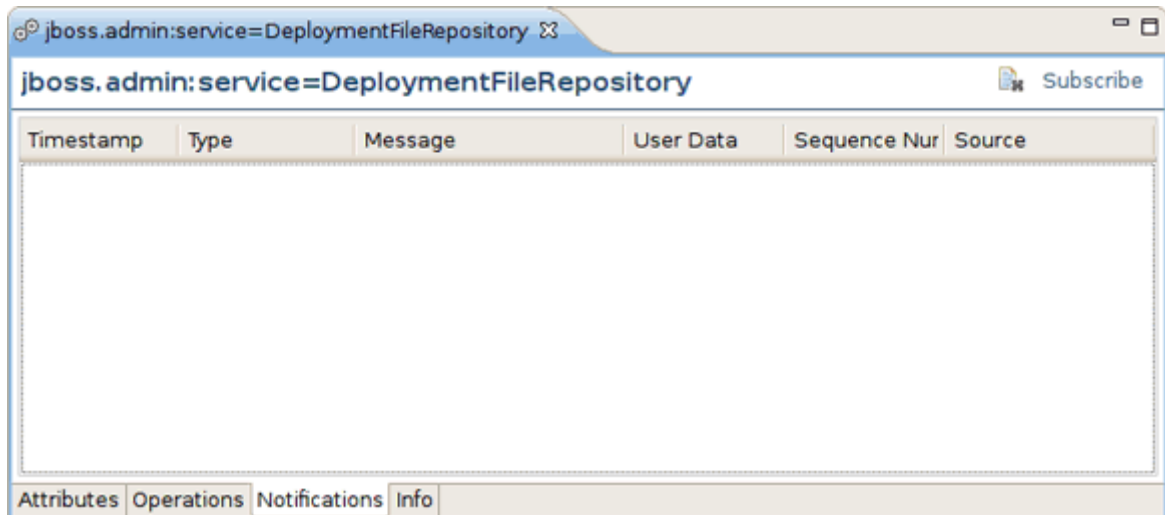 jboss.admin:service=DeploymentFileRepository
jboss.admin:service=DeploymentFileRepository Subscribe
Timestamp Type Message User Data Sequence Nur Source
Attributes Operations Notifications Info